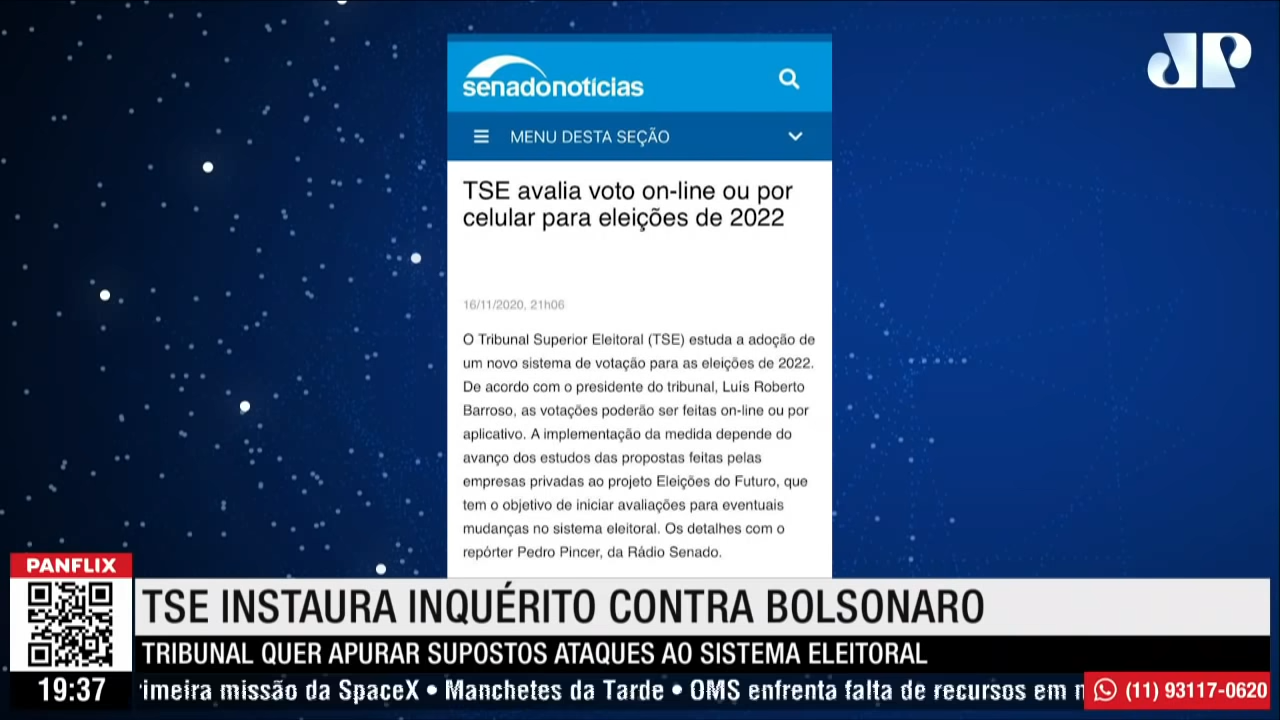 JP
senadonotícias
MENU DESTA SEÇÃO
TSE avalia voto on-line ou por
celular para eleições de 2022
16/11/2020, 21h06
O Tribunal Superior Eleitoral (TSE) estuda a adoção de
um novo sistema de votação para as eleições de 2022.
De acordo com o presidente do tribunal, Luis Roberto
Barroso, as votações poderão ser feitas on-line ou por
aplicativo. A implementação da medida depende do
avanço dos estudos das propostas feitas pelas
empresas privadas ao projeto Eleições do Futuro, que
tem o objetivo de iniciar avaliações para eventuais
mudanças no sistema eleitoral. Os detalhes com o
repórter Pedro Pincer, da Rádio Senado.
PANFLIX
TSE INSTAURA INQUÉRITO CONTRA BOLSONARO
TRIBUNAL QUER APURAR SUPOSTOS ATAQUES AO SISTEMA ELEITORAL
19:37
rimeira missão da SpaceX • Manchetes da Tarde • OMS enfrenta falta de recursos em
(11) 93117-0620